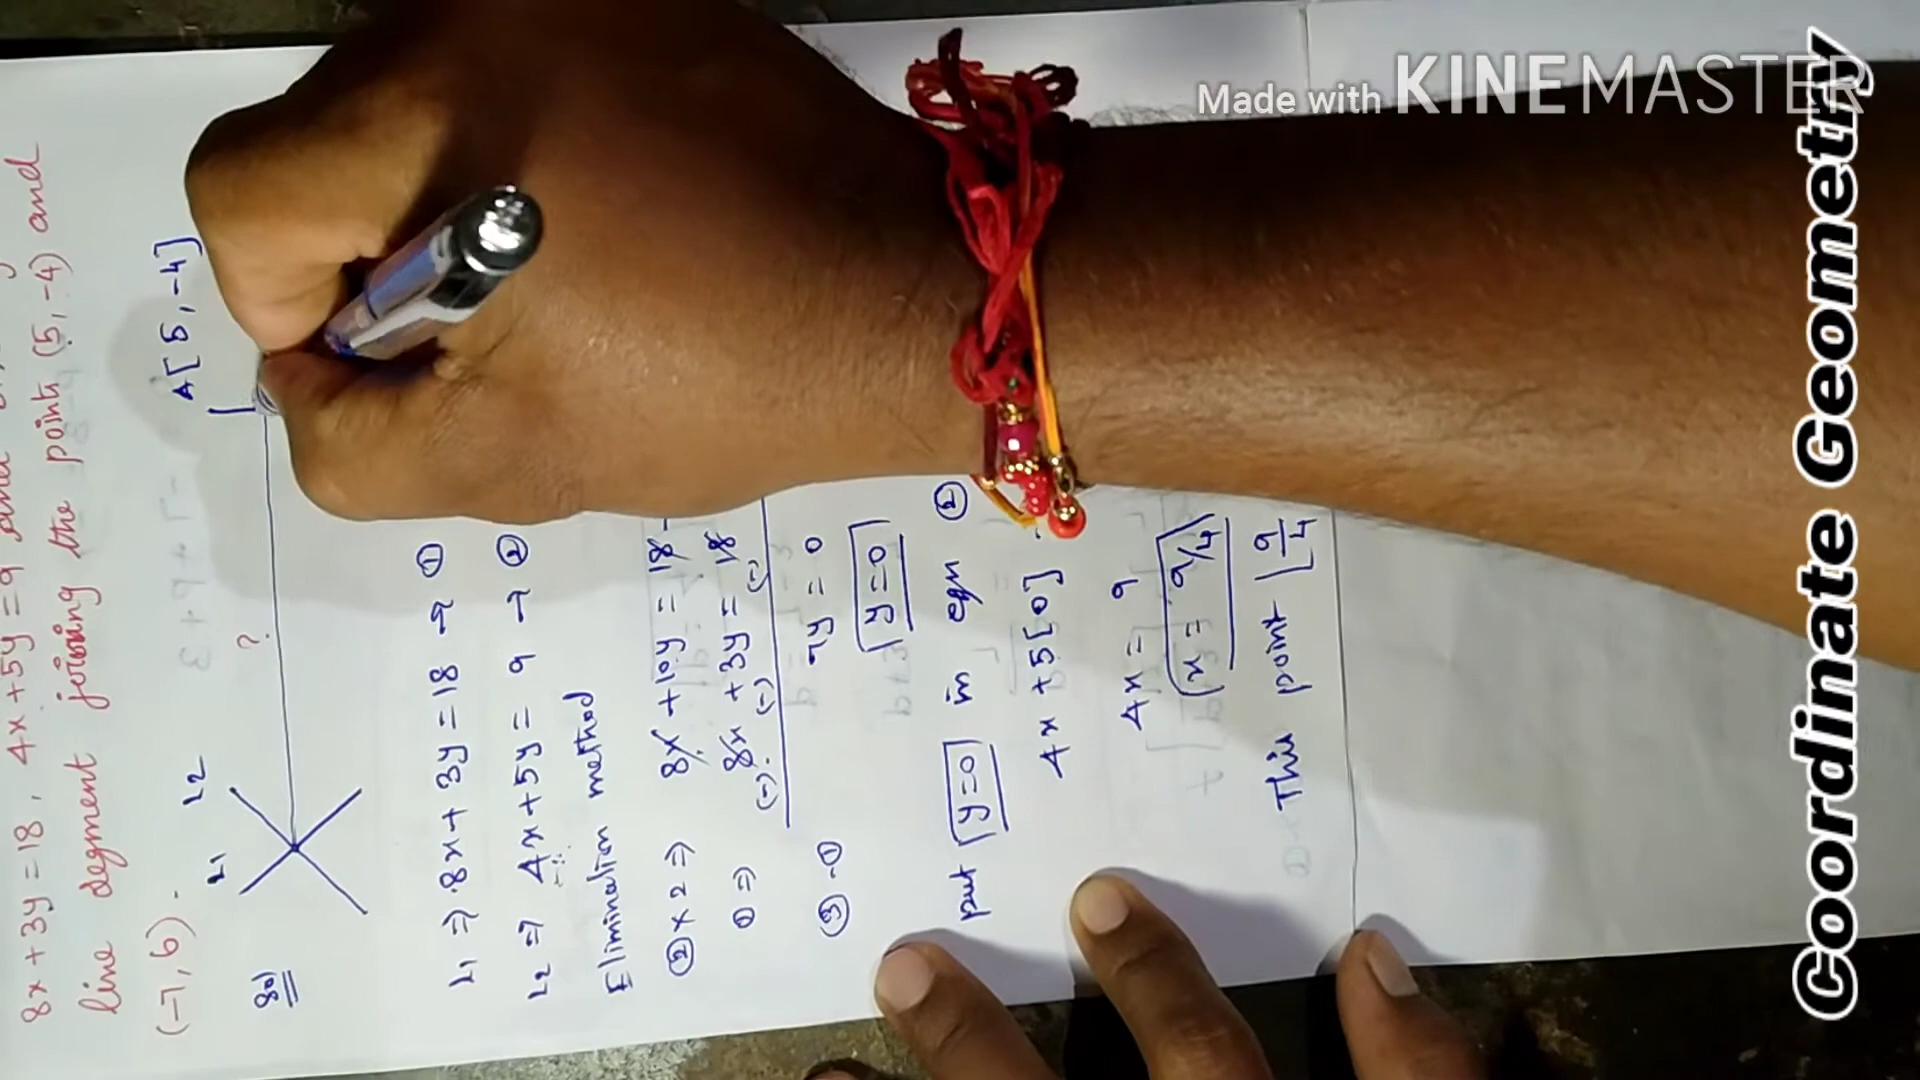 8x + 3y = 18, 4x + 5y = 9
line segment joining the point (5, -4) and
(-7, 6).
Sol
L1 L2
?
A[5, -4]
L1 ⇒ 8x + 3y = 18 → ①
L2 ⇒ 4x + 5y = 9 → ②
Elimination method
② x 2 ⇒ 8x + 10y = 18
① ⇒ 8x + 3y = 18
(-) (-) (-)
③ - ① 7y = 0
y = 0
put y = 0 in eqn ②
4x + 5[0]
4x = 9
x = 9/4
This point [9/4
Made with KINEMASTER
Coordinate Geometry